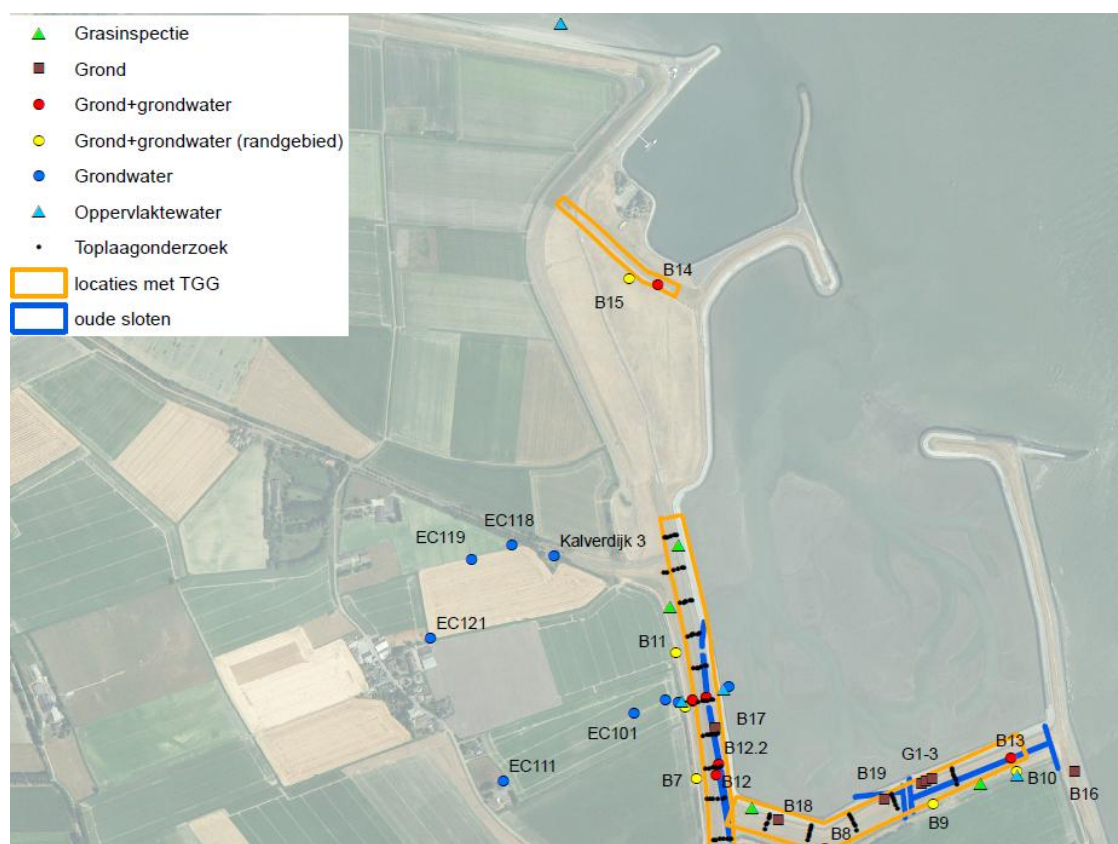 Grasinspectie
Grond
Grond+grondwater
Grond+grondwater (randgebied)
Grondwater
Oppervlaktewater
Toplaagonderzoek
locaties met TGG
oude sloten
B14
B15
EC118
EC119
Kalverdijk 3
EC121
B11
B17
EC101
B12.2
G1-3
B13
EC111
B7
B12
B19
B10
B16
B18
B9
B8